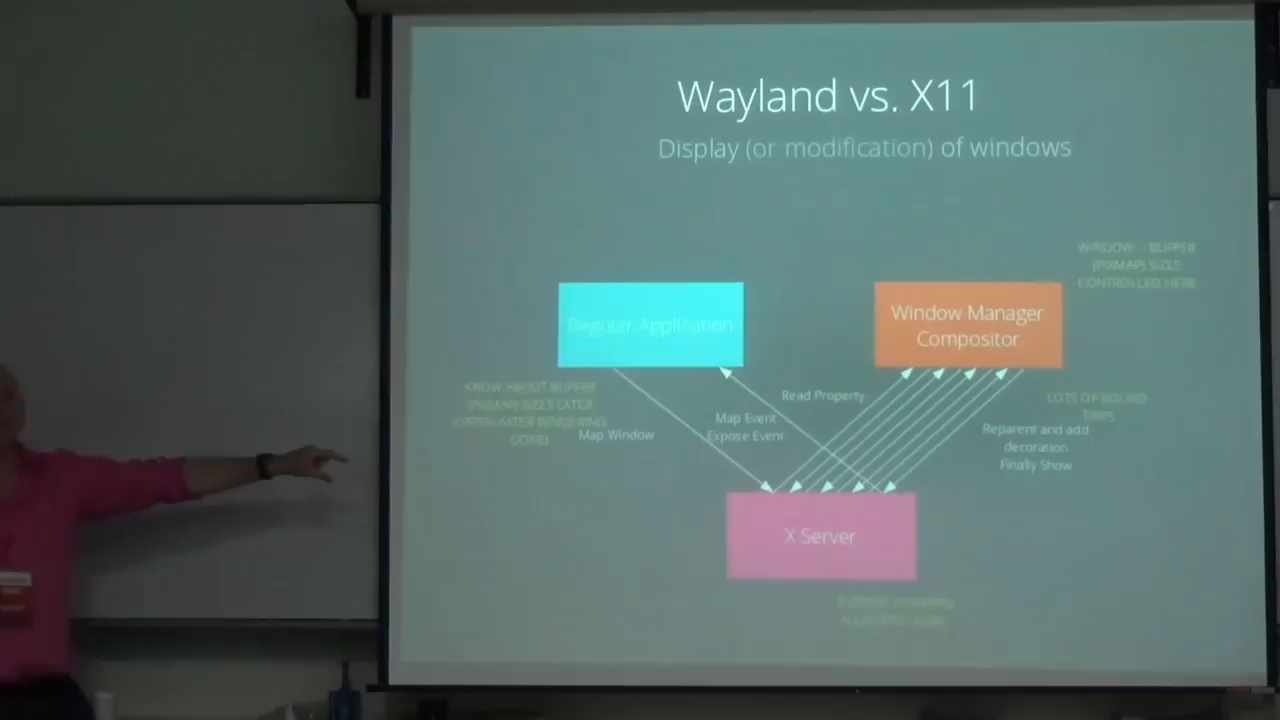 Wayland vs. X11
Display (or modification) of windows
WINDOW BUFFER
(PIXMAP) SIZES
CONTROLLED HERE
Regular Application
Window Manager
Compositor
KNOW ABOUT BUFFER
(PIXMAP) SIZES LATER
(OFTEN AFTER RENDERING
DONE)
Map Window
Map Event
Expose Event
Read Property
LOTS OF ROUND
TRIPS
Reparent and add
decoration
Finally Show
X Server